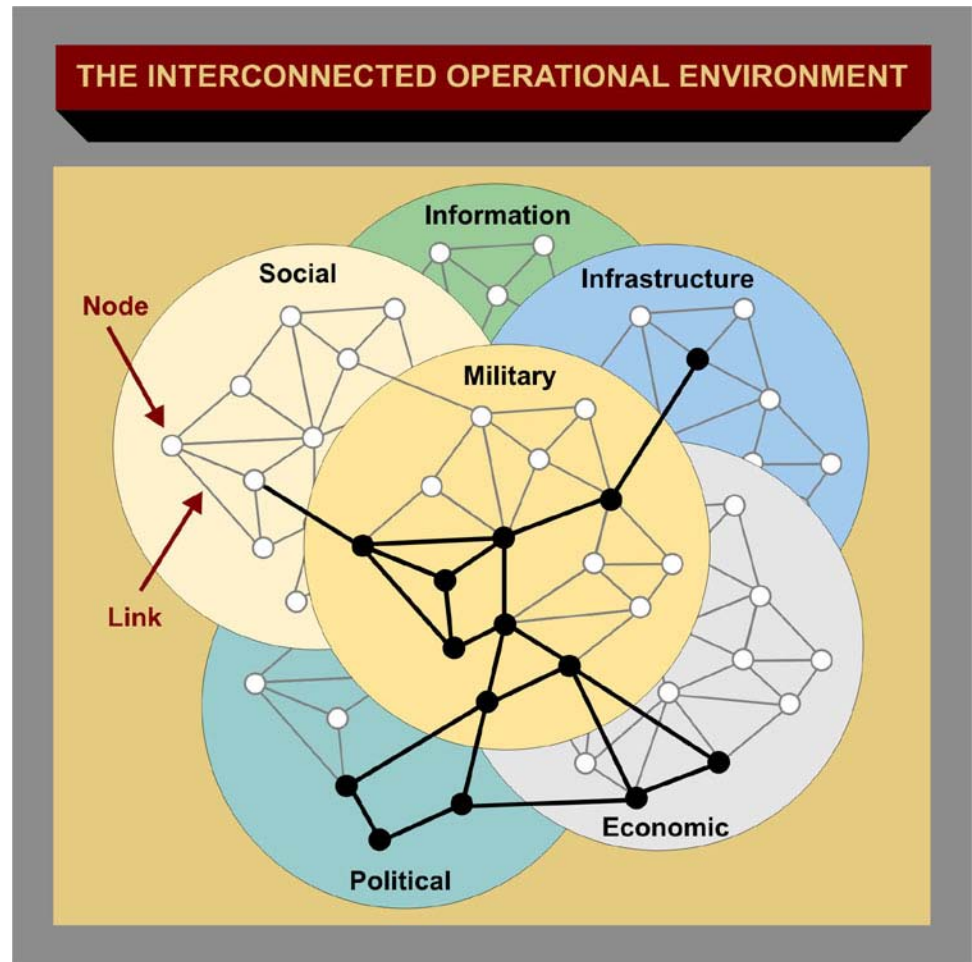 THE INTERCONNECTED OPERATIONAL ENVIRONMENT
Information
Social
Infrastructure
Node
Military
Link
Economic
Political